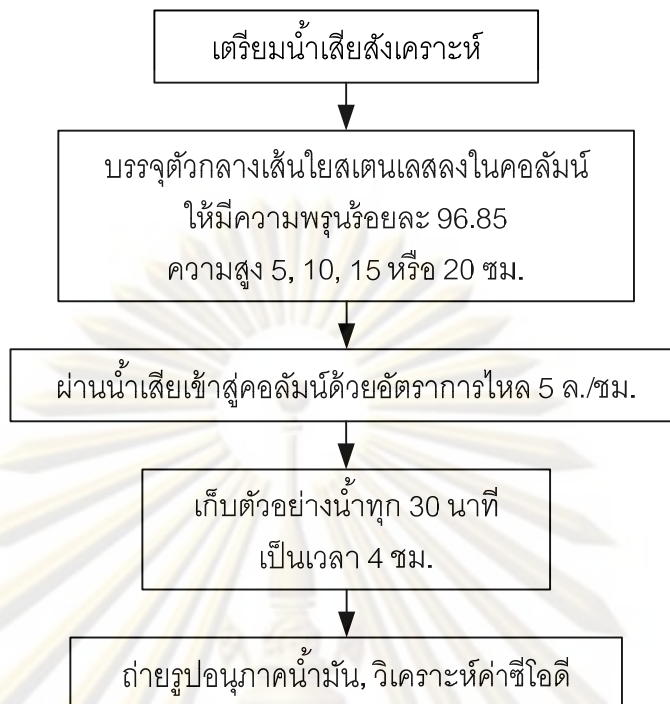 เตรียมน้ำเสียสังเคราะห์
บรรจุตัวกลางเส้นใยสเตนเลสลงในคอลัมน์
ให้มีความพรุนร้อยละ 96.85
ความสูง 5, 10, 15 หรือ 20 ซม.
ผ่านน้ำเสียเข้าสู่คอลัมน์ด้วยอัตราการไหล 5 ล./ชม.
เก็บตัวอย่างน้ำทุก 30 นาที
เป็นเวลา 4 ชม.
ถ่ายรูปอนุภาคน้ำมัน, วิเคราะห์ค่าซีโอดี